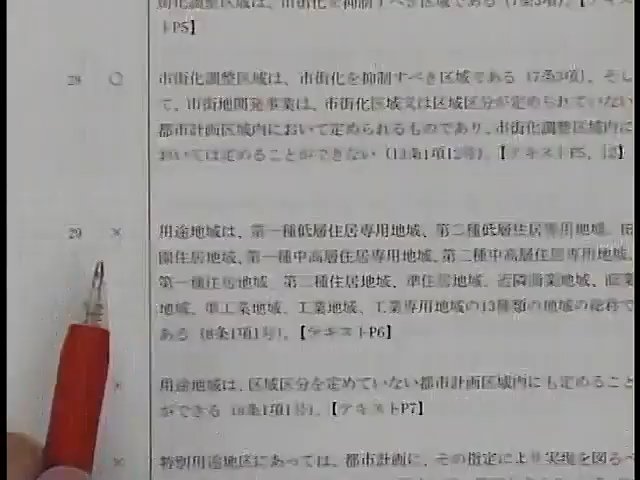 街化調整区域は、市街化を抑制すべき区域である(7条3項)。【テキス
トP5】
28 ○ 市街化調整区域は、市街化を抑制すべき区域である(7条3項)。そし
て、市街地開発事業は、市街化区域又は区域区分が定められていない
都市計画区域内において定められるものであり、市街化調整区域内に
おいては定めることができない(13条1項12号)。【テキストP5、12】
29 × 用途地域は、第一種低層住居専用地域、第二種低層住居専用地域、田
園住居地域、第一種中高層住居専用地域、第二種中高層住居専用地域、
第一種住居地域、第二種住居地域、準住居地域、近隣商業地域、商業
地域、準工業地域、工業地域、工業専用地域の13種類の地域の総称で
ある(8条1項1号)。【テキストP6】
× 用途地域は、区域区分を定めていない都市計画区域内にも定めること
ができる(8条1項1号)。【テキストP7】
× 特別用途地区にあっては、都市計画に、その指定により実現を図るべ